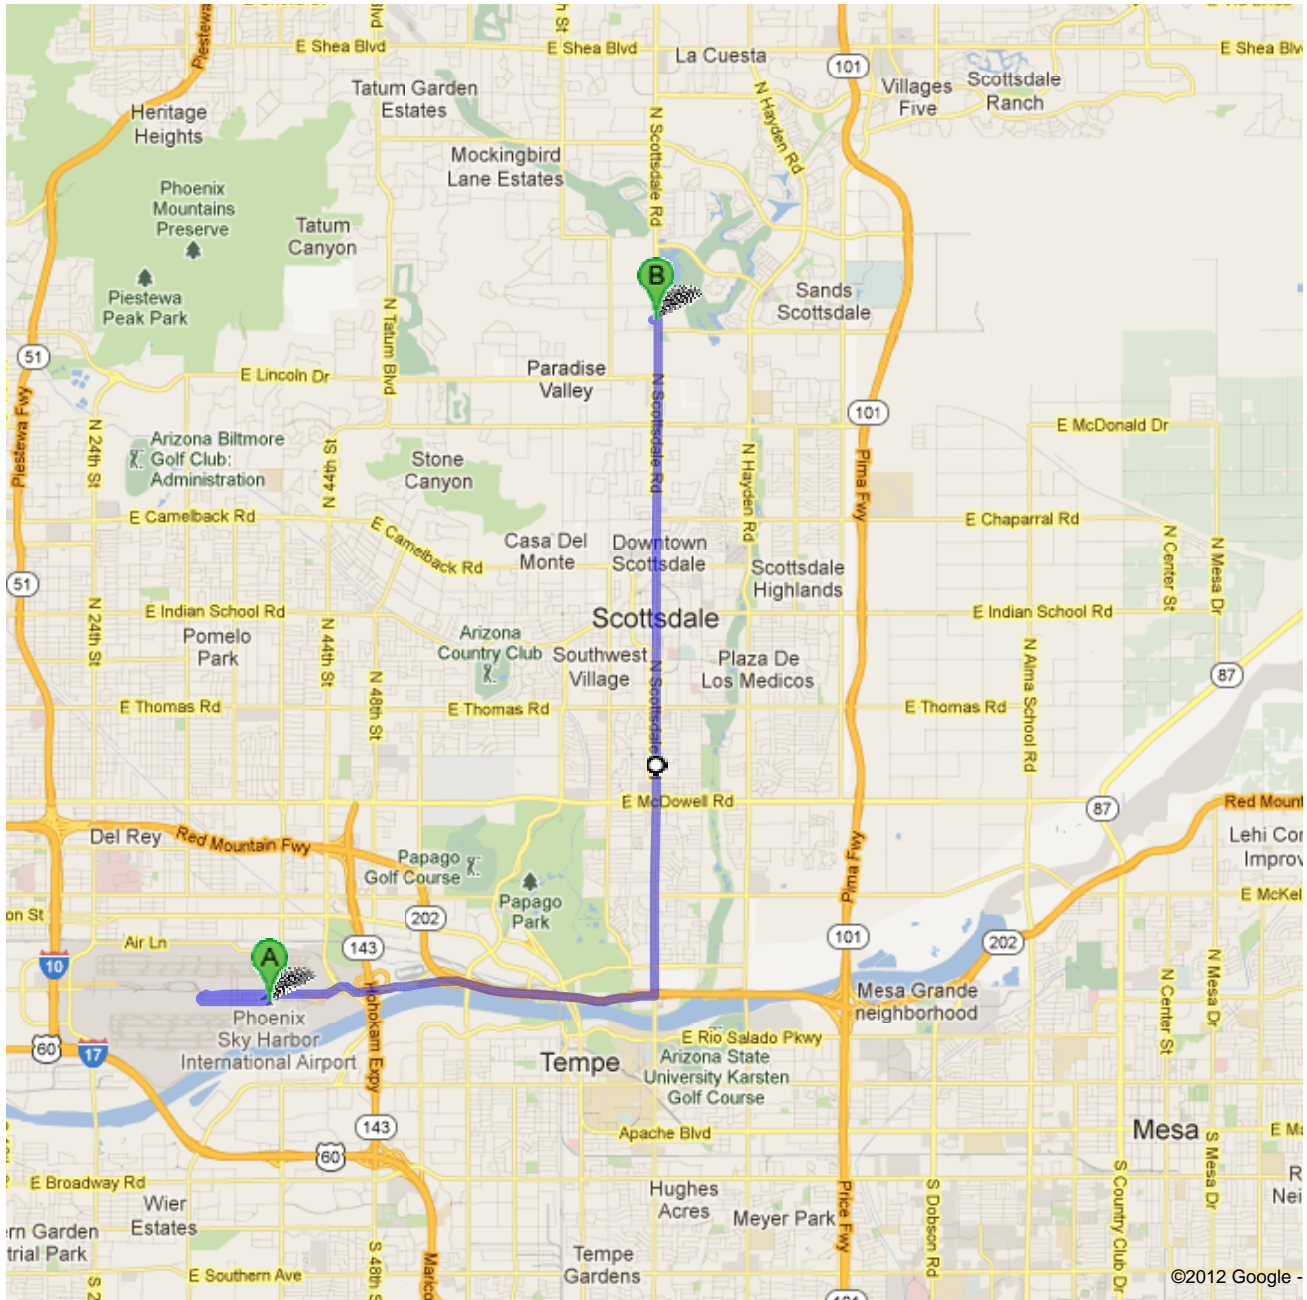 Piestewa
E Shea Blvd
E Shea Blvd
La Cuesta
101
Villages
Five
Scottsdale
Ranch
Tatum Garden
Estates
Heritage
Heights
N Scottsdale Rd
N Hayden Rd
Mockingbird
Lane Estates
Phoenix
Mountains
Preserve
Tatum
Canyon
Piestewa
Peak Park
B
Sands
Scottsdale
N Tatum Blvd
51
E Lincoln Dr
Paradise
Valley
N Scottsdale Rd
101
E McDonald Dr
Piestewa Fwy
N 24th St
Arizona Biltmore
Golf Club:
Administration
N 44th St
Stone
Canyon
N Hayden Rd
Pima Fwy
E Camelback Rd
E Camelback Rd
E Chaparral Rd
N Center St
N Mesa Dr
Casa Del
Monte
Downtown
Scottsdale
Scottsdale
Highlands
51
N 24th St
E Indian School Rd
E Indian School Rd
Scottsdale
Pomelo
Park
N 44th St
Arizona
Country Club
Southwest
Village
N Scottsdale
Plaza De
Los Medicos
N Alma School Rd
87
N 48th St
E Thomas Rd
E Thomas Rd
E Thomas Rd
E McDowell Rd
87
Red Mount
Del Rey
Red Mountain Fwy
Lehi Cor
Improv
Papago
Golf Course
Papago
Park
Pima Fwy
E McKel
on St
202
Air Ln
143
101
202
10
A
Hohokam Expy
Mesa Grande
neighborhood
N Center St
N Mesa Dr
Phoenix
Sky Harbor
International Airport
60
17
E Rio Salado Pkwy
Tempe
Arizona State
University Karsten
Golf Course
143
60
Apache Blvd
Mesa
E Ma
E Broadway Rd
Wier
Estates
Hughes
Acres
Meyer Park
Price Fwy
S Dobson Rd
S Country Club Dr
S Mesa Dr
R
Nei
ern Garden
trial Park
S 48th S
Marico
Tempe
Gardens
E Southern Ave
S 2
©2012 Google -